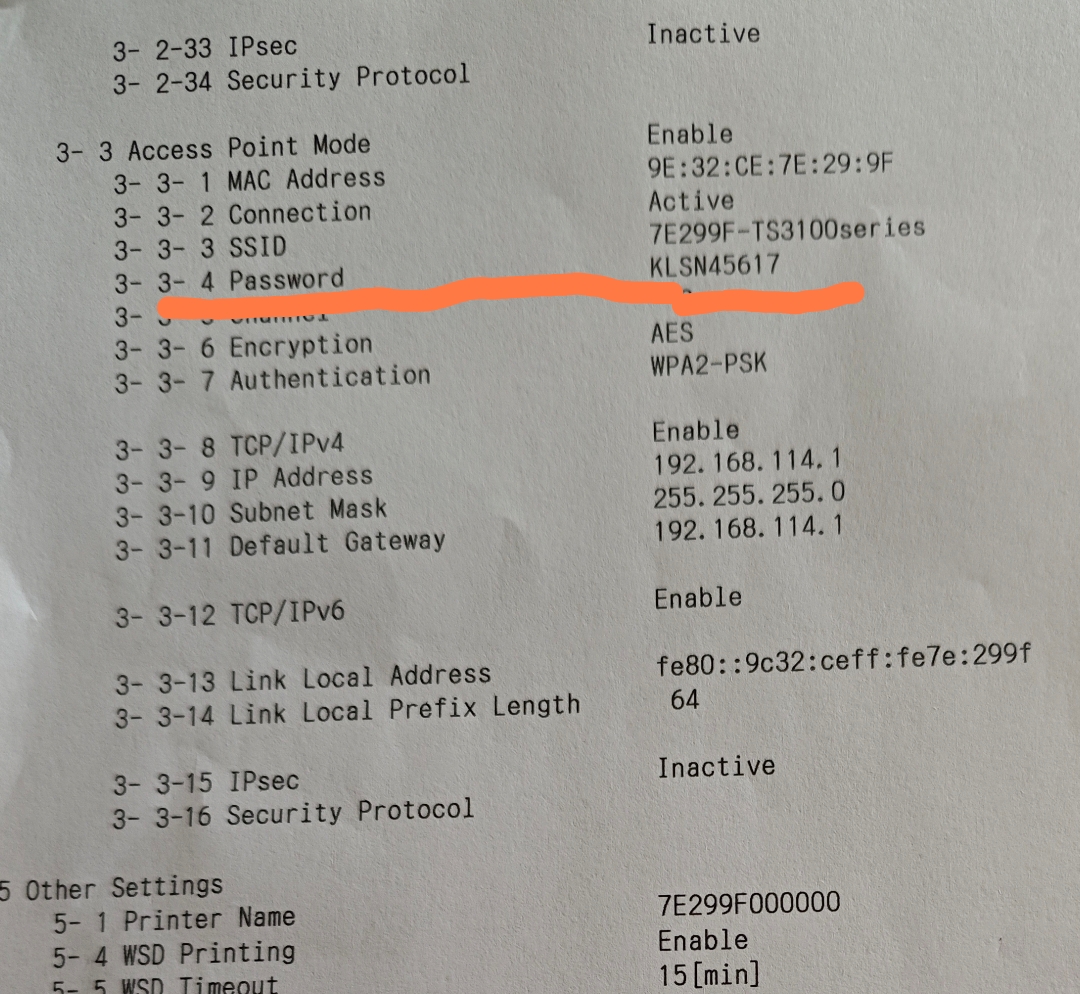 3- 2-33 IPsec Inactive
3- 2-34 Security Protocol
3- 3 Access Point Mode Enable
3- 3- 1 MAC Address 9E:32:CE:7E:29:9F
3- 3- 2 Connection Active
3- 3- 3 SSID 7E299F-TS3100series
3- 3- 4 Password KLSN45617
3-
3- 3- 6 Encryption AES
3- 3- 7 Authentication WPA2-PSK
3- 3- 8 TCP/IPv4 Enable
3- 3- 9 IP Address 192.168.114.1
3- 3-10 Subnet Mask 255.255.255.0
3- 3-11 Default Gateway 192.168.114.1
3- 3-12 TCP/IPv6 Enable
3- 3-13 Link Local Address fe80::9c32:ceff:fe7e:299f
3- 3-14 Link Local Prefix Length 64
3- 3-15 IPsec Inactive
3- 3-16 Security Protocol
5 Other Settings
5- 1 Printer Name 7E299F000000
5- 4 WSD Printing Enable
5- 5 WSD Timeout 15[min]